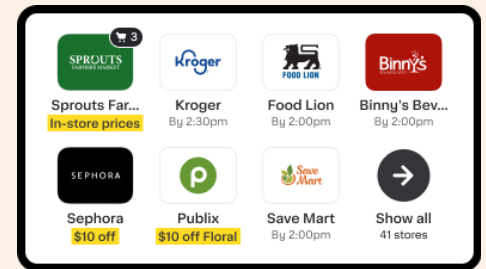 3
SPROUTS
FARMERS MARKET
Kroger
FOOD LION
Binny's
Sprouts Far...
Kroger
Food Lion
Binny's Bev...
In-store prices
By 2:30pm
By 2:00pm
By 2:00pm
SEPHORA
p
Save
Mart
Sephora
Publix
Save Mart
Show all
$10 off
$10 off Floral
By 2:00pm
41 stores